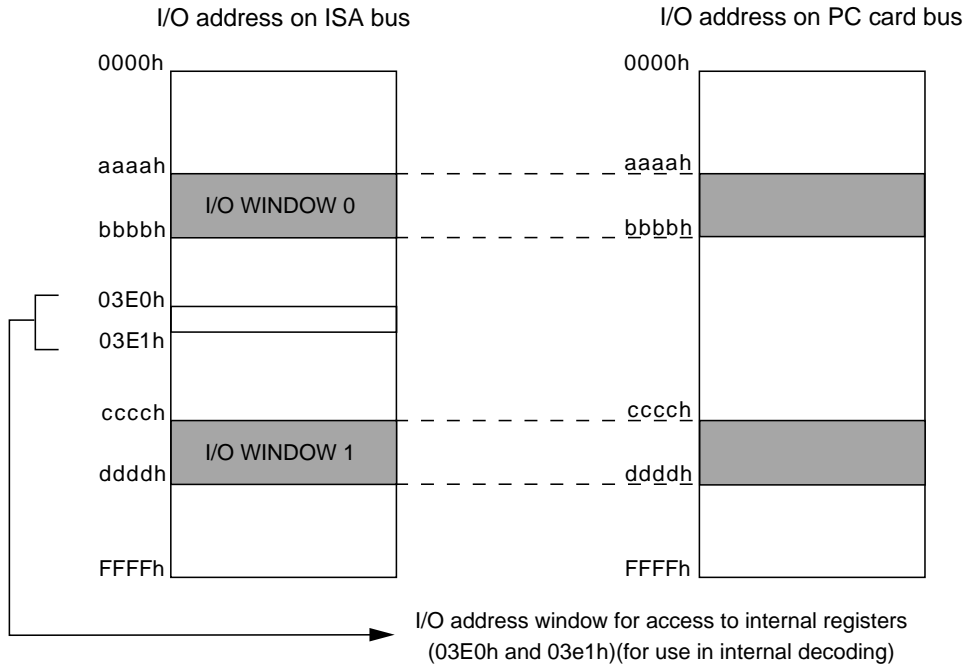 I/O address on ISA bus
I/O address on PC card bus
0000h
0000h
aaaah
aaaah
I/O WINDOW 0
bbbbh
bbbbh
03E0h
03E1h
cccch
cccch
I/O WINDOW 1
ddddh
ddddh
FFFFh
FFFFh
I/O address window for access to internal registers
(03E0h and 03e1h)(for use in internal decoding)